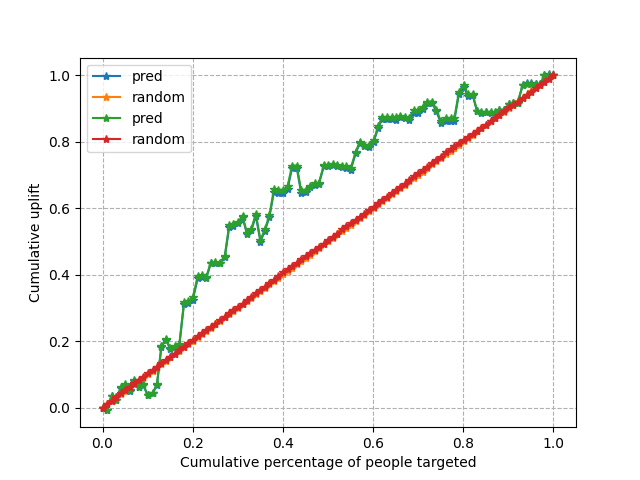 pred
random
pred
random
1.0
0.8
0.6
0.4
0.2
0.0
Cumulative uplift
0.0 0.2 0.4 0.6 0.8 1.0
Cumulative percentage of people targeted